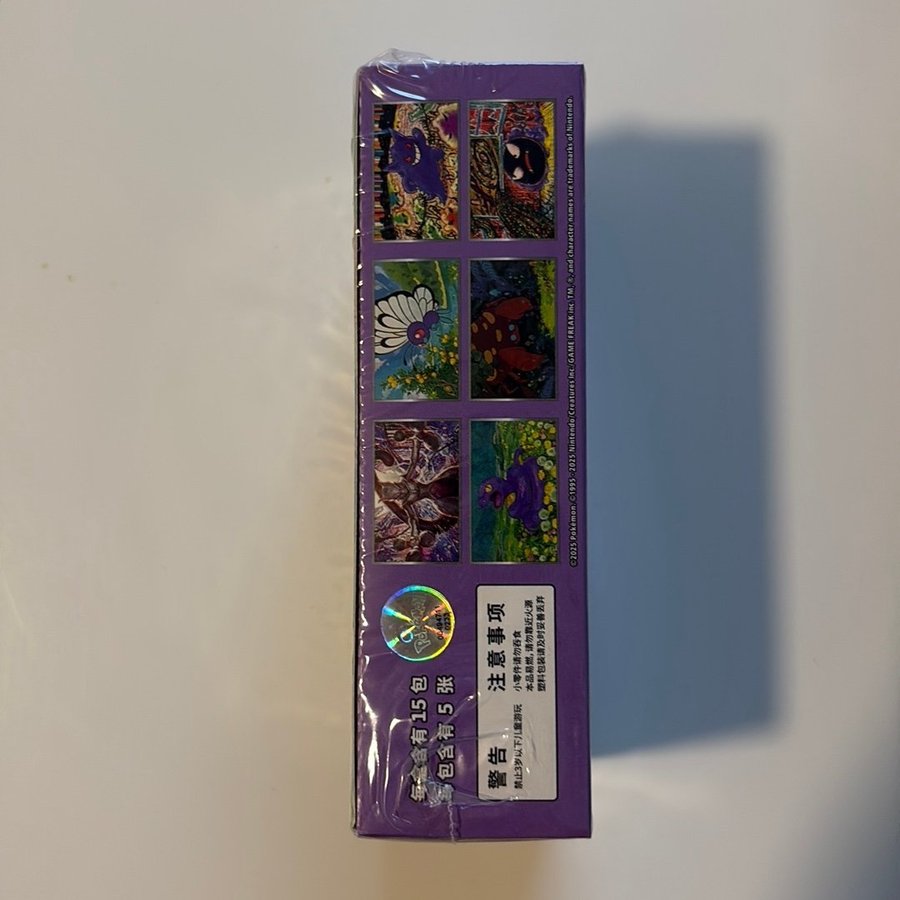 每盒含有 15 包
每包含有 5 张
Pokémon
警告
禁止3岁以下儿童游玩
注意事项
小零件请勿吞食
本品易燃，请勿靠近火源
塑料包装请及时妥善丢弃
©2025 Pokémon. ©1995-2025 Nintendo/Creatures Inc./GAME FREAK inc. TM, ®, and character names are trademarks of Nintendo.